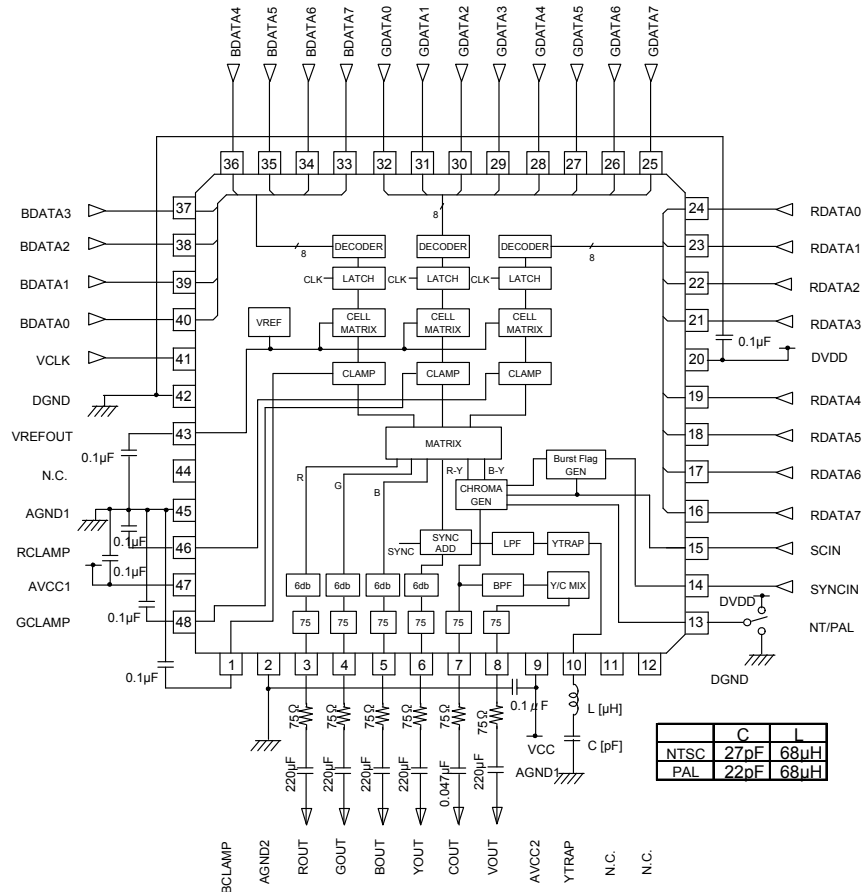 BDATA4
BDATA5
BDATA6
BDATA7
GDATA0
GDATA1
GDATA2
GDATA3
GDATA4
GDATA5
GDATA6
GDATA7
36
35
34
33
32
31
30
29
28
27
26
25
BDATA3
37
BDATA2
38
BDATA1
39
BDATA0
40
VCLK
41
DGND
42
VREFOUT
43
0.1µF
N.C.
44
AGND1
45
0.1µF
RCLAMP
46
0.1µF
AVCC1
47
0.1µF
GCLAMP
48
0.1µF
24
RDATA0
23
RDATA1
22
RDATA2
21
RDATA3
0.1µF
20
DVDD
19
RDATA4
18
RDATA5
17
RDATA6
16
RDATA7
15
SCIN
14
SYNCIN
DVDD
13
NT/PAL
DGND
8
8
8
DECODER
DECODER
DECODER
CLK
LATCH
CLK
LATCH
CLK
LATCH
VREF
CELL
MATRIX
CELL
MATRIX
CELL
MATRIX
CLAMP
CLAMP
CLAMP
MATRIX
R
G
B
R-Y
B-Y
Burst Flag
GEN
CHROMA
GEN
SYNC
SYNC
ADD
LPF
YTRAP
6db
6db
6db
6db
BPF
Y/C MIX
75
75
75
75
75
75
1
2
3
4
5
6
7
8
9
10
11
12
75Ω
75Ω
75Ω
75Ω
75Ω
75Ω
0.1µF
L [µH]
VCC
C [pF]
AGND1
220µF
220µF
220µF
220µF
0.047µF
220µF
BCLAMP
AGND2
ROUT
GOUT
BOUT
YOUT
COUT
VOUT
AVCC2
YTRAP
N.C.
N.C.
C L
NTSC 27pF 68µH
PAL 22pF 68µH